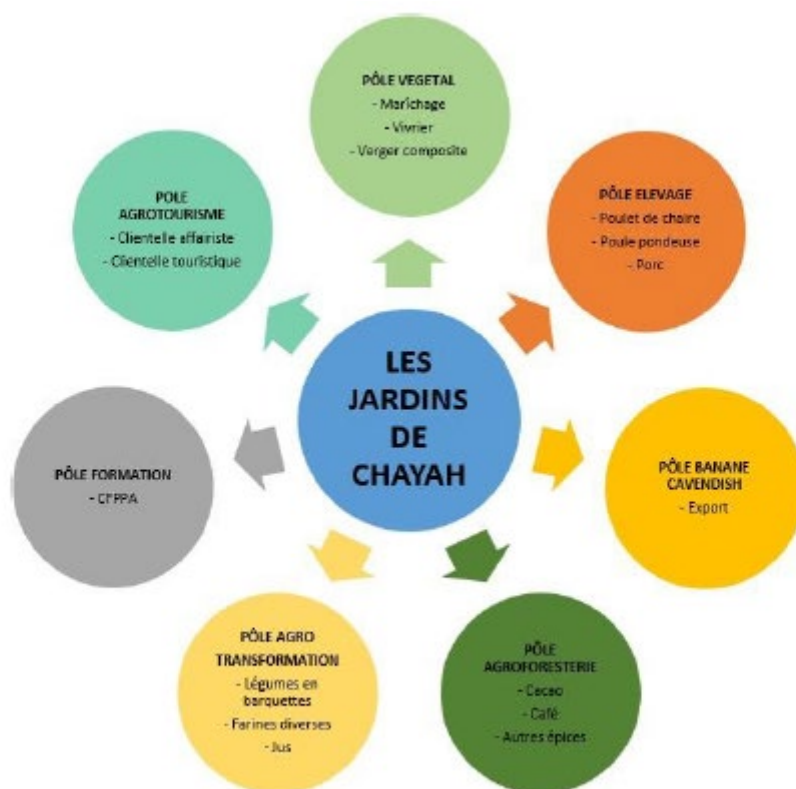 LES
JARDINS
DE
CHAYAH
PÔLE VEGETAL
- Marîchage
- Vivrier
- Verger composite
PÔLE ELEVAGE
- Poulet de chaire
- Poule pondeuse
- Porc
PÔLE BANANE
CAVENDISH
- Export
PÔLE
AGROFORESTERIE
- Cacao
- Café
- Autres épices
PÔLE AGRO
TRANSFORMATION
- Légumes en
barquettes
- Farines diverses
- Jus
PÔLE FORMATION
- CFPPA
POLE
AGROTOURISME
- Clientelle affairiste
- Clientelle touristique